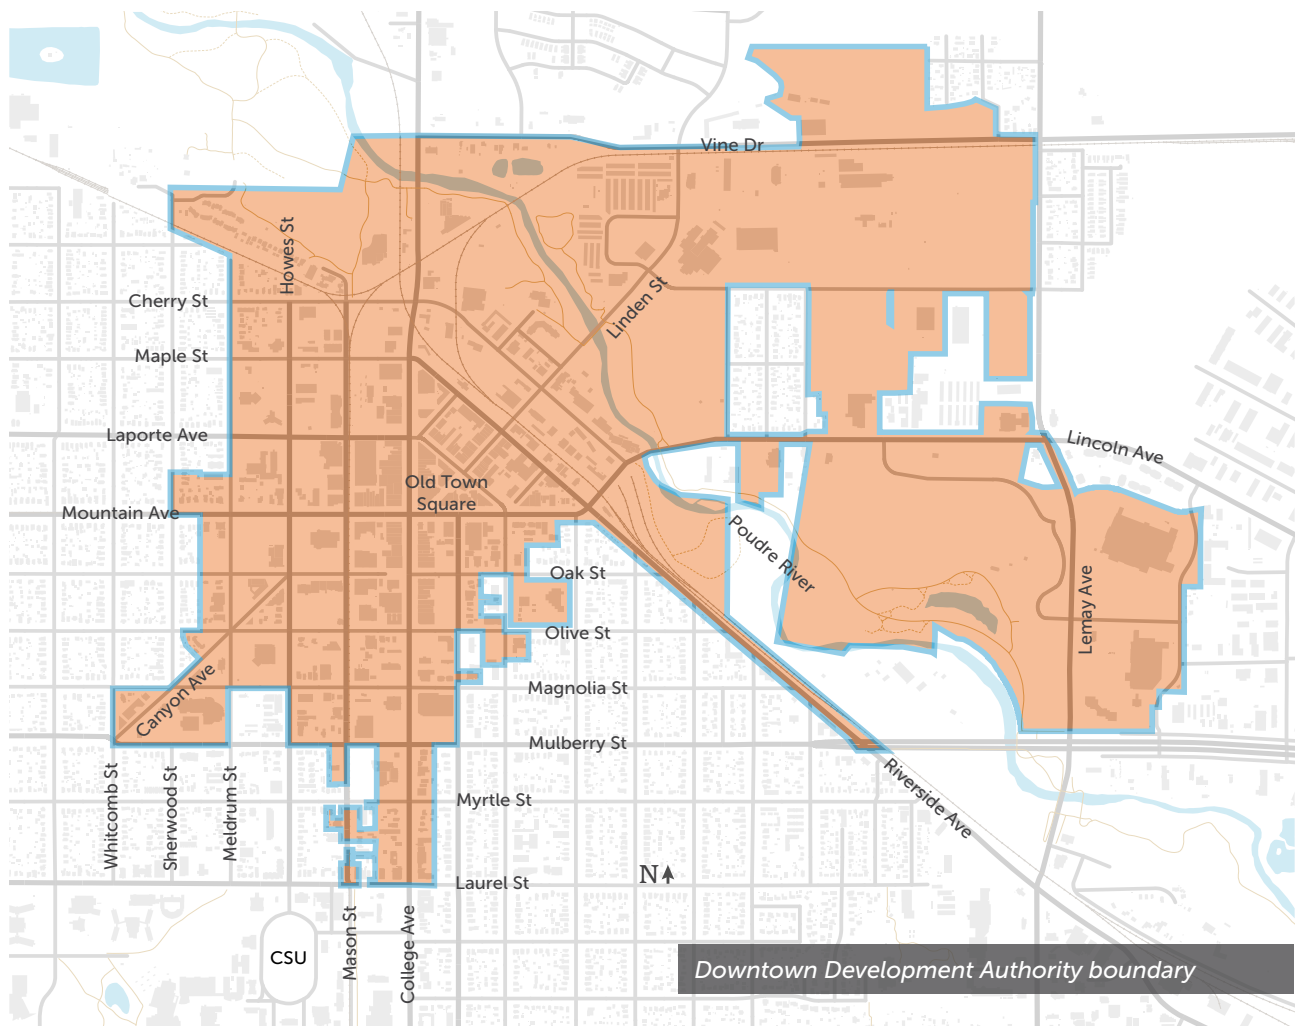 Vine Dr
Howes St
Cherry St
Linden St
Maple St
Laporte Ave
Lincoln Ave
Old Town
Square
Mountain Ave
Poudre River
Oak St
Lemay Ave
Olive St
Canyon Ave
Magnolia St
Mulberry St
Whitcomb St
Sherwood St
Meldrum St
Myrtle St
Riverside Ave
Laurel St
N
Mason St
College Ave
CSU
Downtown Development Authority boundary